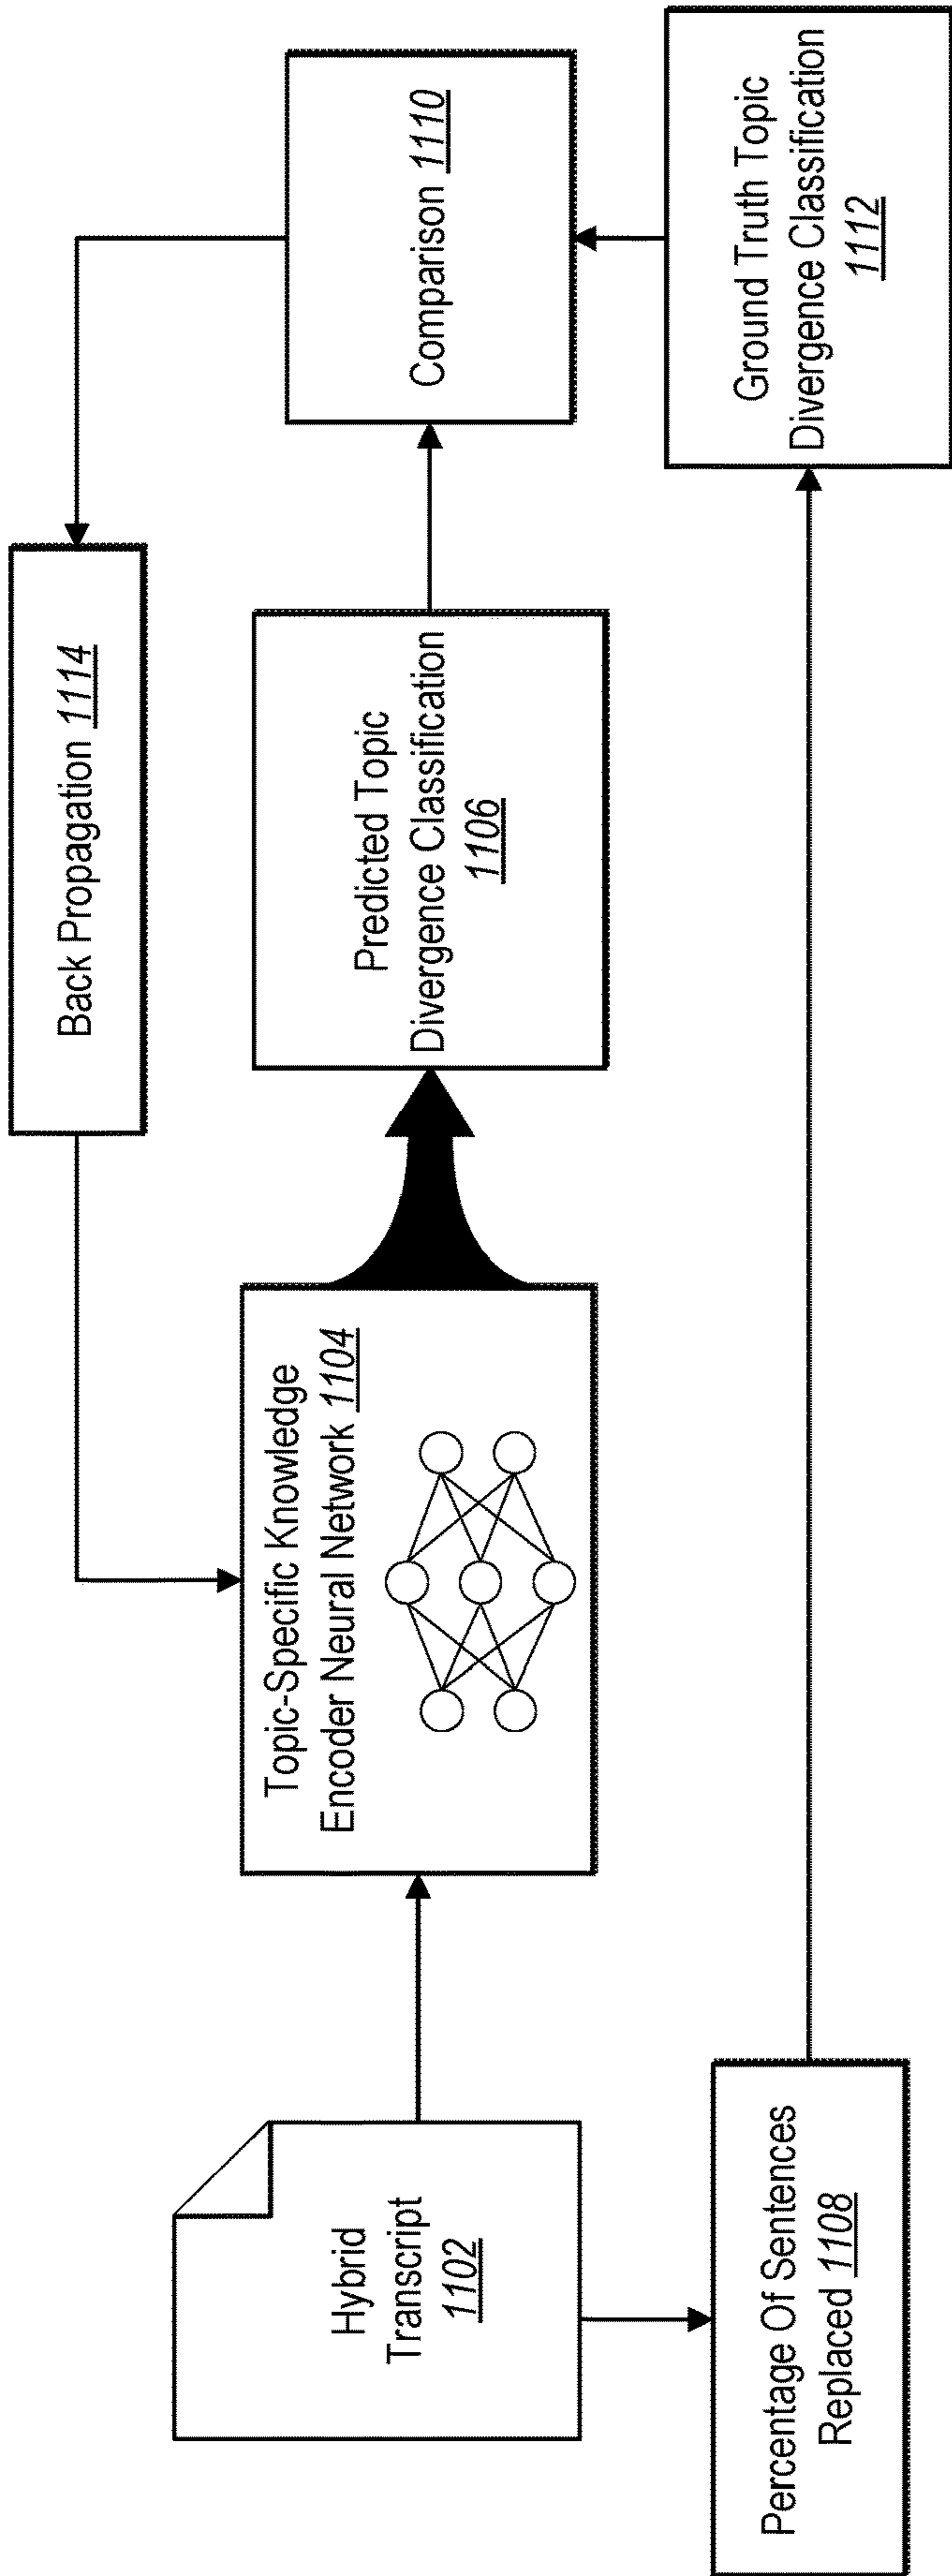 Hybrid
Transcript
1102
Topic-Specific Knowledge
Encoder Neural Network 1104
Predicted Topic
Divergence Classification
1106
Percentage Of Sentences
Replaced 1108
Comparison 1110
Ground Truth Topic
Divergence Classification
1112
Back Propagation 1114